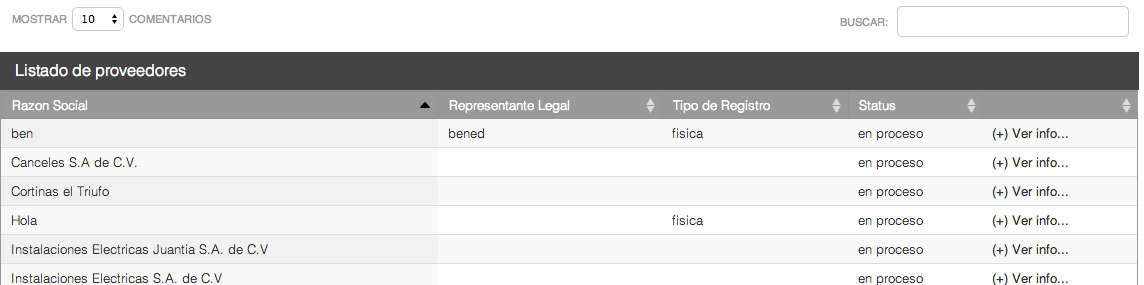 MOSTRAR 10 COMENTARIOS BUSCAR:
Listado de proveedores
Razon Social Representante Legal Tipo de Registro Status
ben bened fisica en proceso (+) Ver info...
Canceles S.A de C.V. en proceso (+) Ver info...
Cortinas el Triufo en proceso (+) Ver info...
Hola fisica en proceso (+) Ver info...
Instalaciones Electricas Juantia S.A. de C.V en proceso (+) Ver info...
Instalaciones Electricas S.A. de C.V en proceso (+) Ver info...